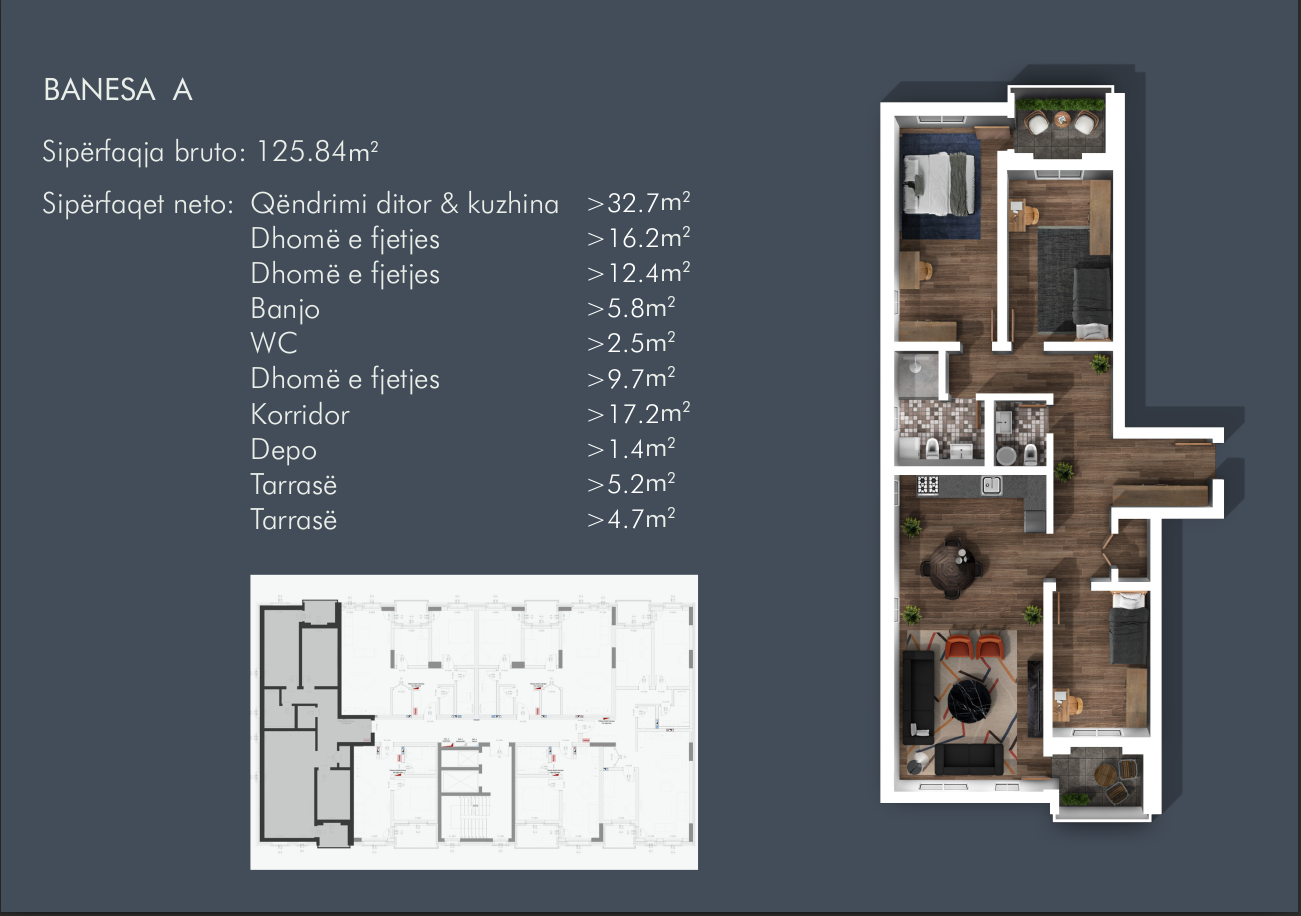 BANESA A
Sipërfaqja bruto: 125.84m²
Sipërfaqet neto: Qëndrimi ditor & kuzhina >32.7m²
Dhomë e fjetjes >16.2m²
Dhomë e fjetjes >12.4m²
Banjo >5.8m²
WC >2.5m²
Dhomë e fjetjes >9.7m²
Korridor >17.2m²
Depo >1.4m²
Tarrasë >5.2m²
Tarrasë >4.7m²